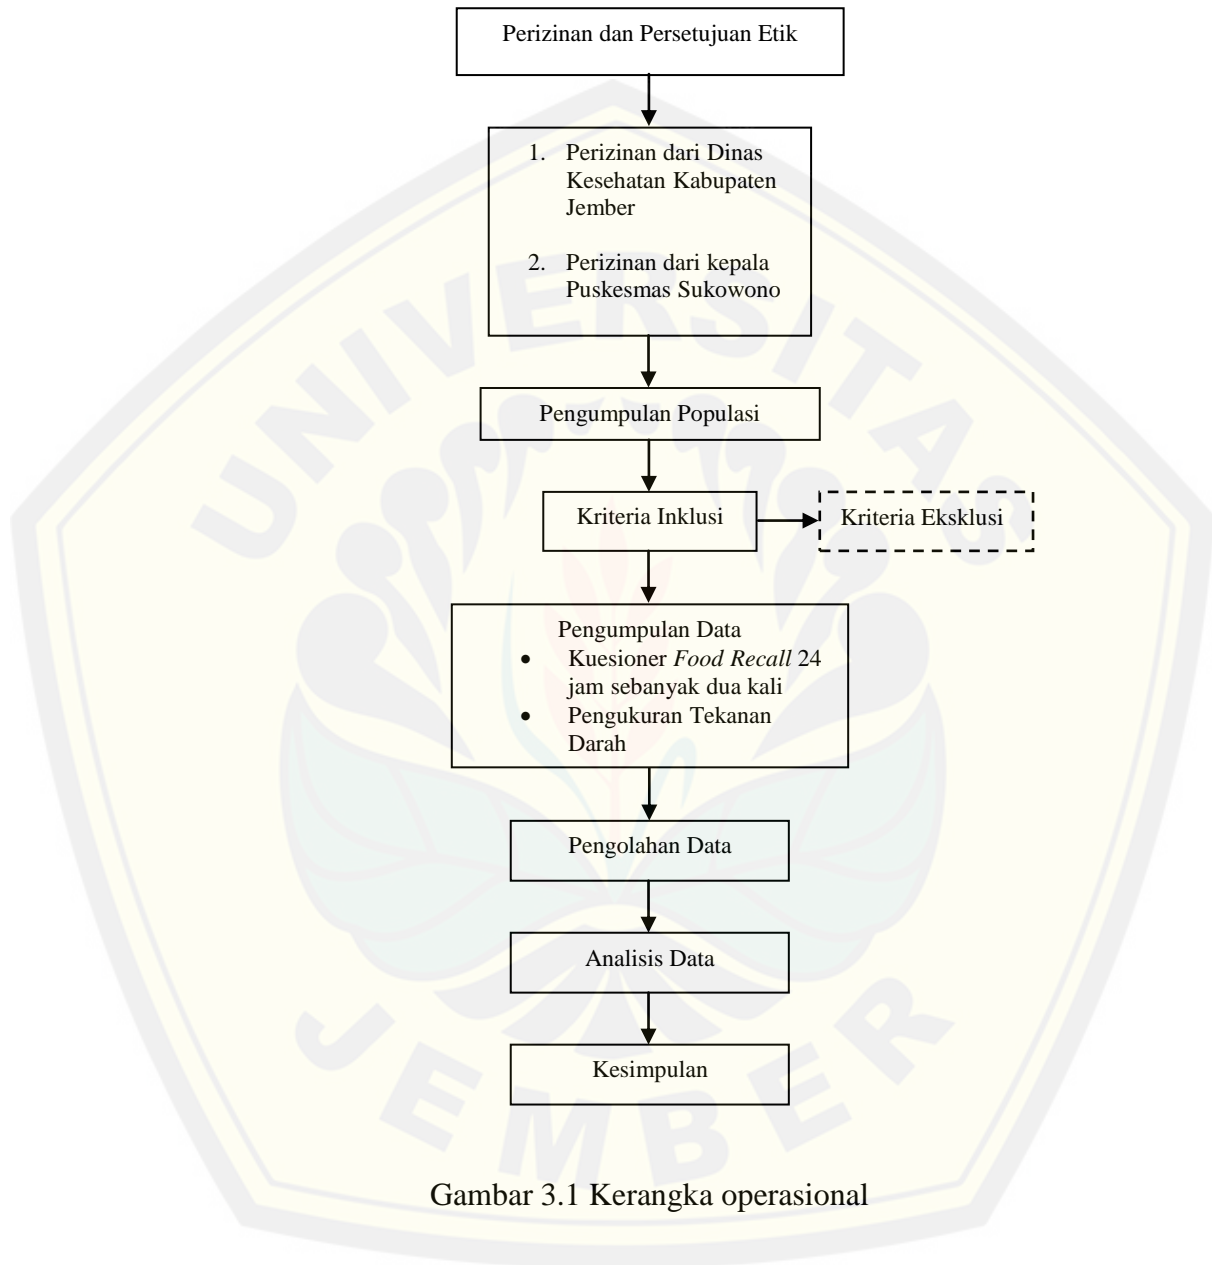 Perizinan dan Persetujuan Etik
1. Perizinan dari Dinas
Kesehatan Kabupaten
Jember
2. Perizinan dari kepala
Puskesmas Sukowono
Pengumpulan Populasi
Kriteria Inklusi
Kriteria Eksklusi
Pengumpulan Data
• Kuesioner Food Recall 24
jam sebanyak dua kali
• Pengukuran Tekanan
Darah
Pengolahan Data
Analisis Data
Kesimpulan
Gambar 3.1 Kerangka operasional
UNIVERSITAS
JEMBER